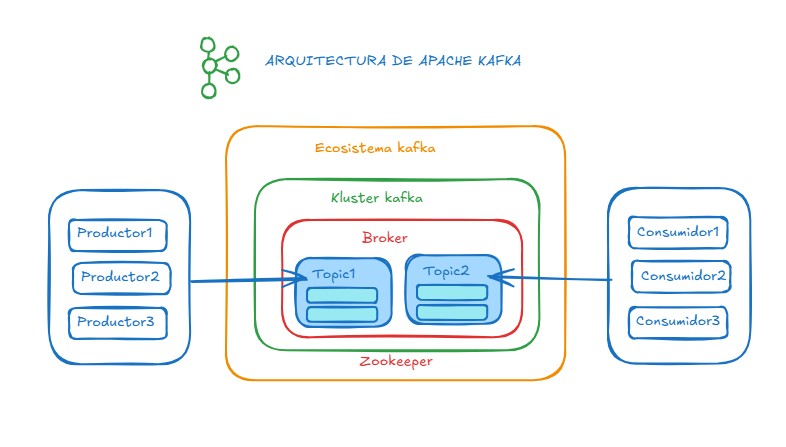 ARQUITECTURA DE APACHE KAFKA
Ecosistema kafka
Kluster kafka
Broker
Productor1
Productor2
Productor3
Topic1
Topic2
Consumidor1
Consumidor2
Consumidor3
Zookeeper